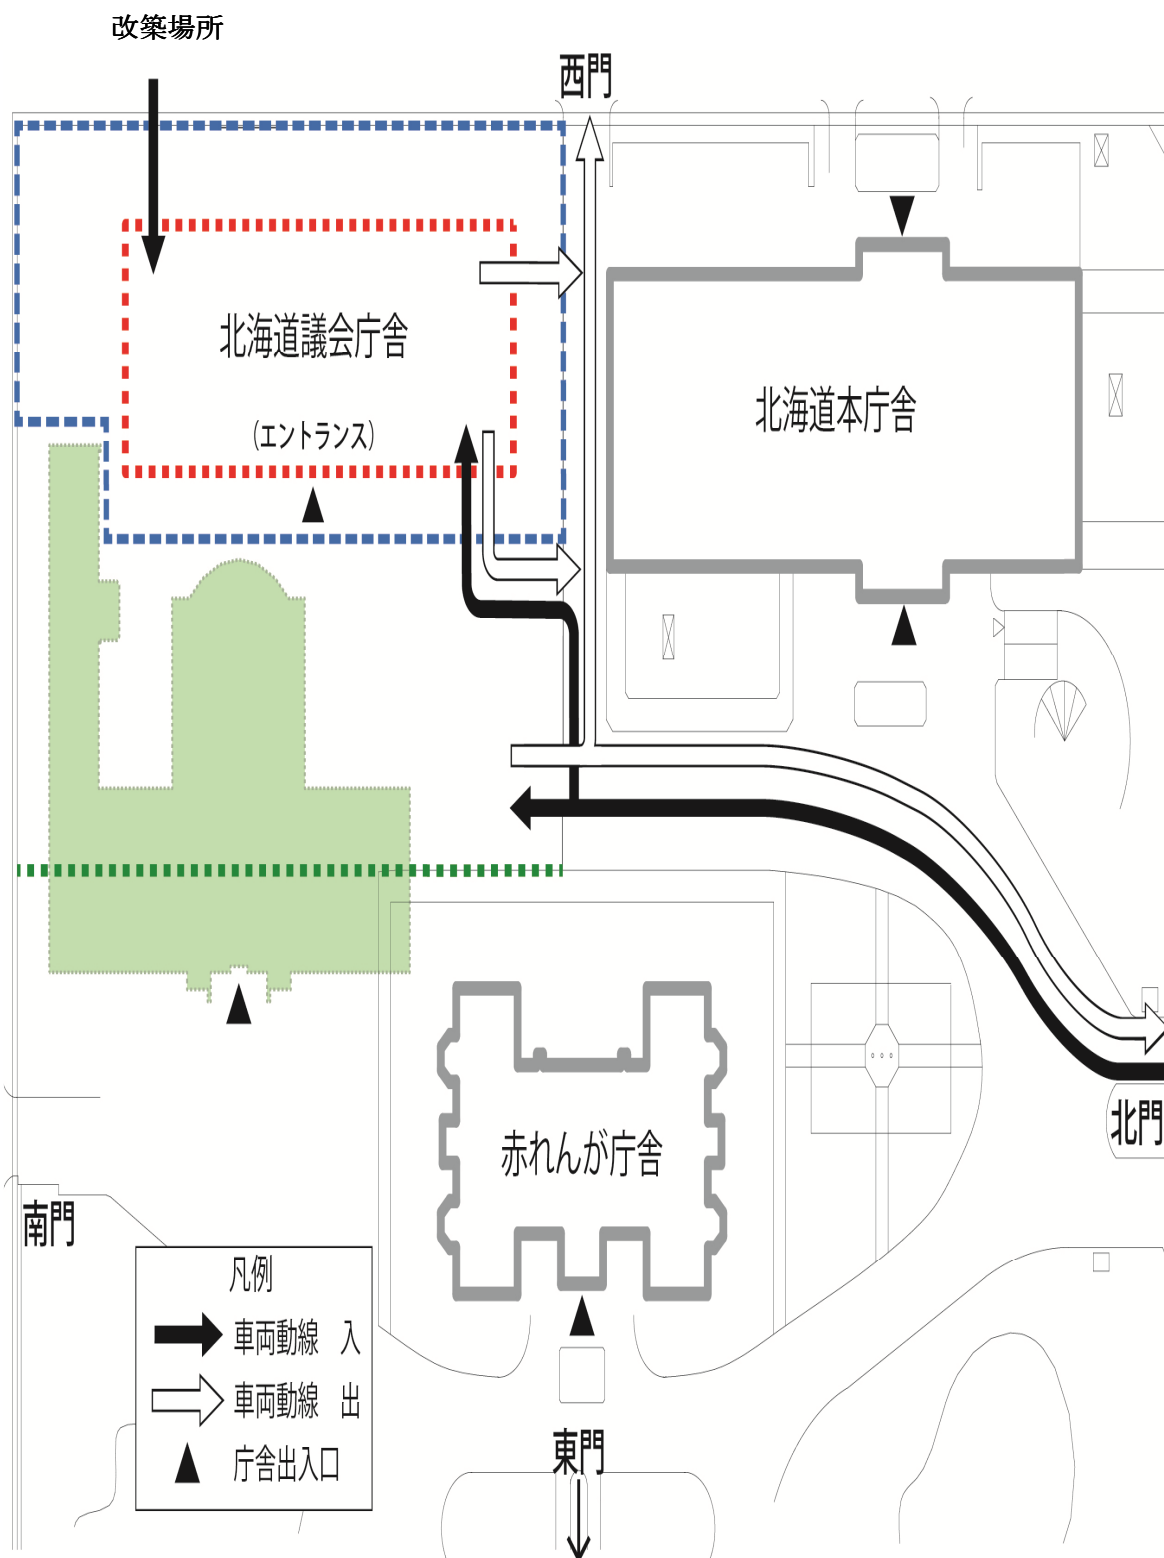 改築場所
西門
北海道議会庁舎
(エントランス)
北海道本庁舎
赤れんが庁舎
北門
南門
凡例
車両動線 入
車両動線 出
庁舎出入口
東門